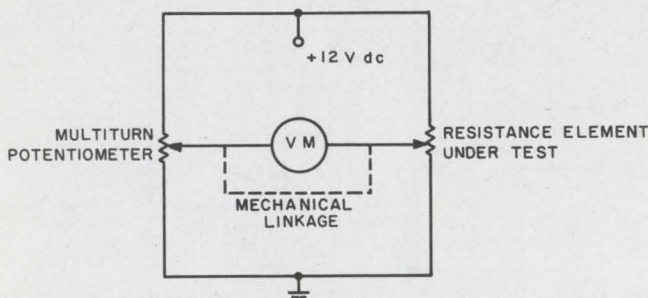 +12 V dc
MULTITURN
POTENTIOMETER
VM
RESISTANCE ELEMENT
UNDER TEST
MECHANICAL
LINKAGE